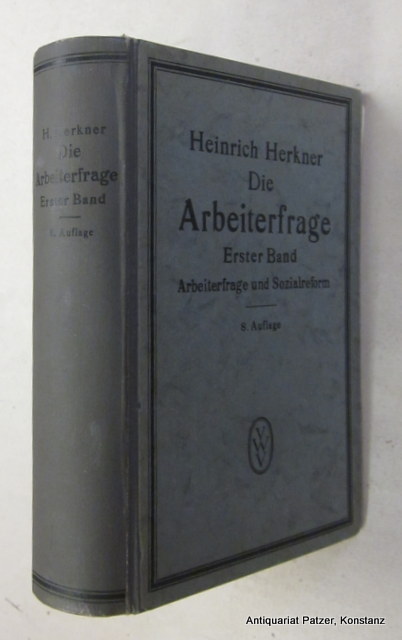 H. Herkner
Die
Arbeiterfrage
Erster Band
8. Auflage
Heinrich Herkner
Die
Arbeiterfrage
Erster Band
Arbeiterfrage und Sozialreform
8. Auflage
Antiquariat Patzer, Konstanz